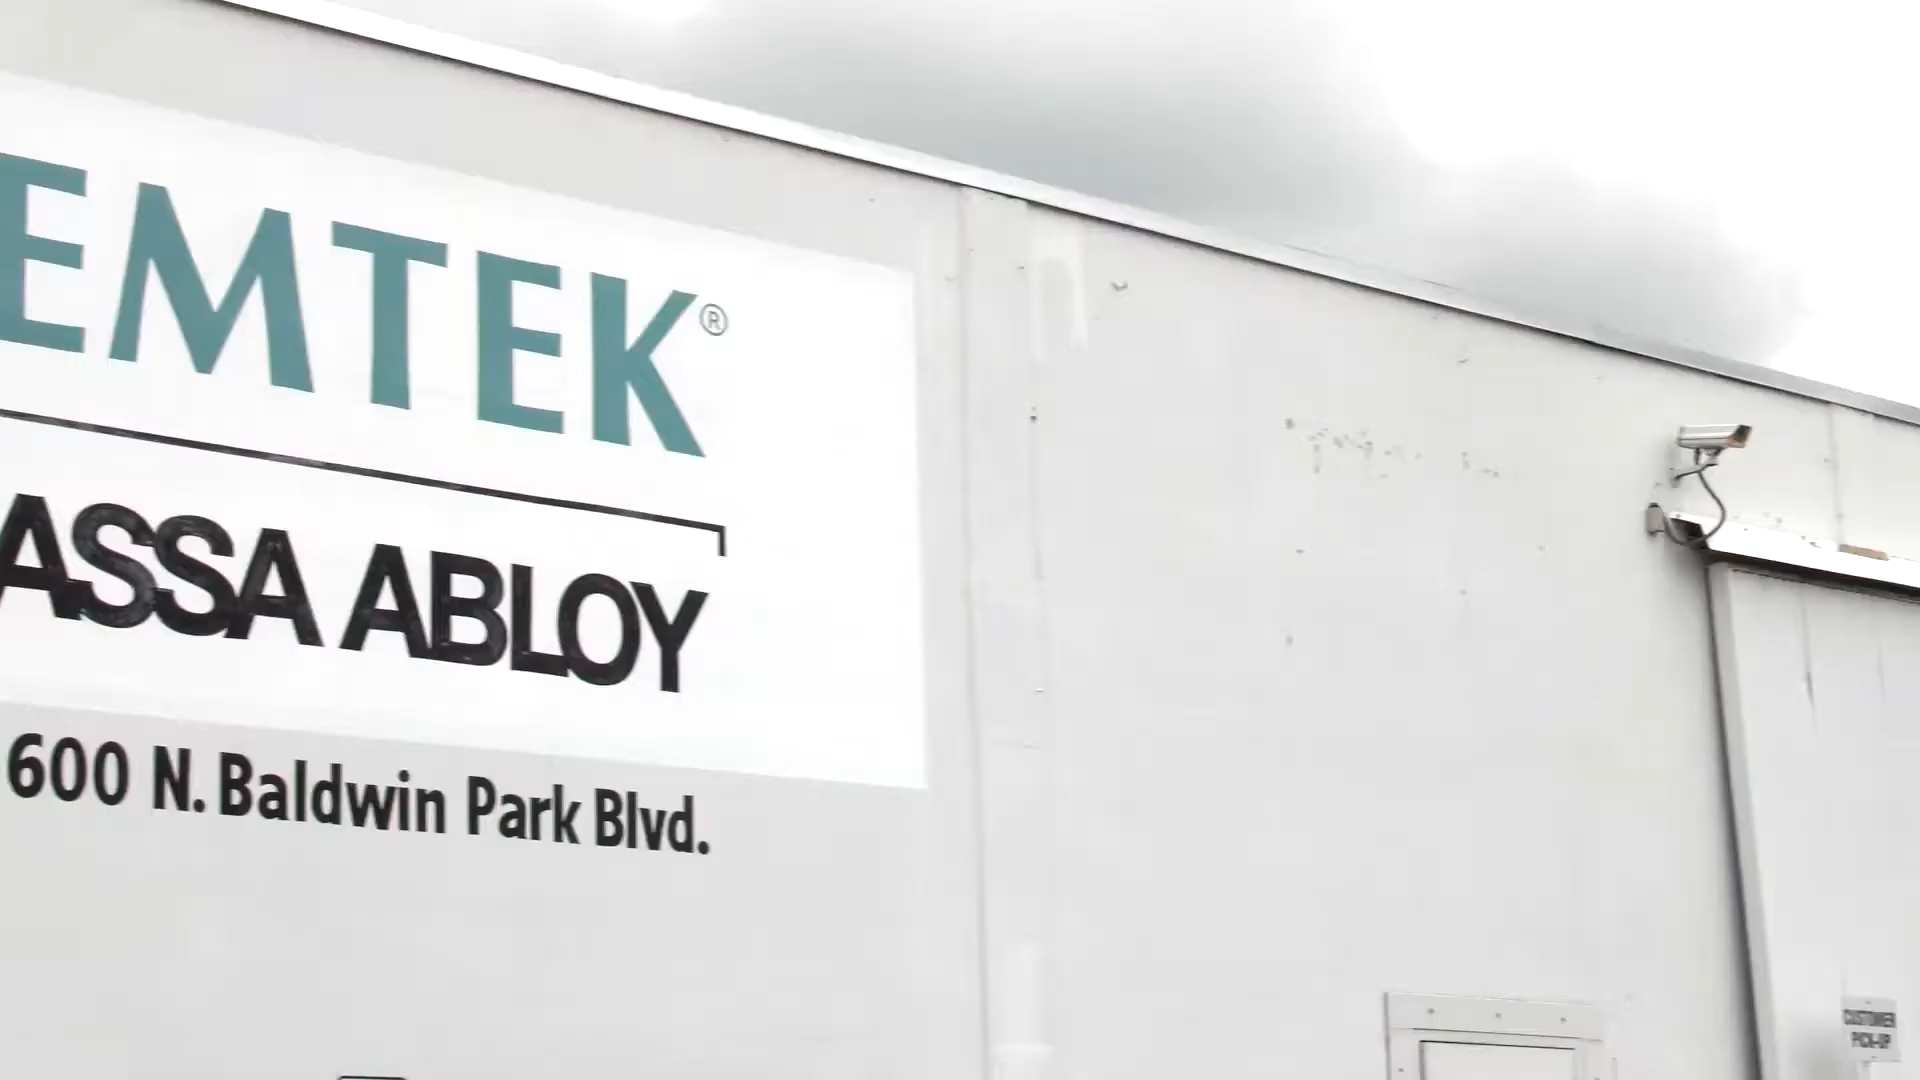 EMTEK®
ASSA ABLOY
600 N. Baldwin Park Blvd.
CUSTOMER
PICK-UP